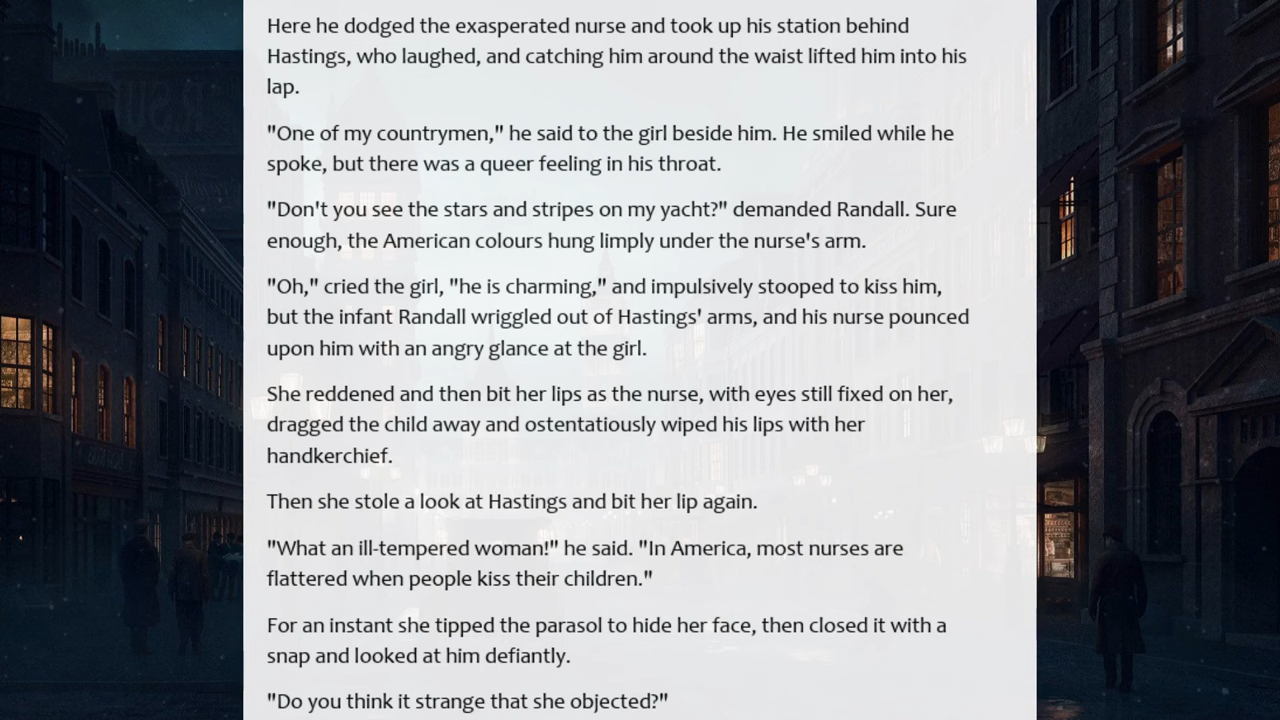 Here he dodged the exasperated nurse and took up his station behind
Hastings, who laughed, and catching him around the waist lifted him into his
lap.
"One of my countrymen," he said to the girl beside him. He smiled while he
spoke, but there was a queer feeling in his throat.
"Don't you see the stars and stripes on my yacht?" demanded Randall. Sure
enough, the American colours hung limply under the nurse's arm.
"Oh," cried the girl, "he is charming," and impulsively stooped to kiss him,
but the infant Randall wriggled out of Hastings' arms, and his nurse pounced
upon him with an angry glance at the girl.
She reddened and then bit her lips as the nurse, with eyes still fixed on her,
dragged the child away and ostentatiously wiped his lips with her
handkerchief.
Then she stole a look at Hastings and bit her lip again.
"What an ill-tempered woman!" he said. "In America, most nurses are
flattered when people kiss their children."
For an instant she tipped the parasol to hide her face, then closed it with a
snap and looked at him defiantly.
"Do you think it strange that she objected?"